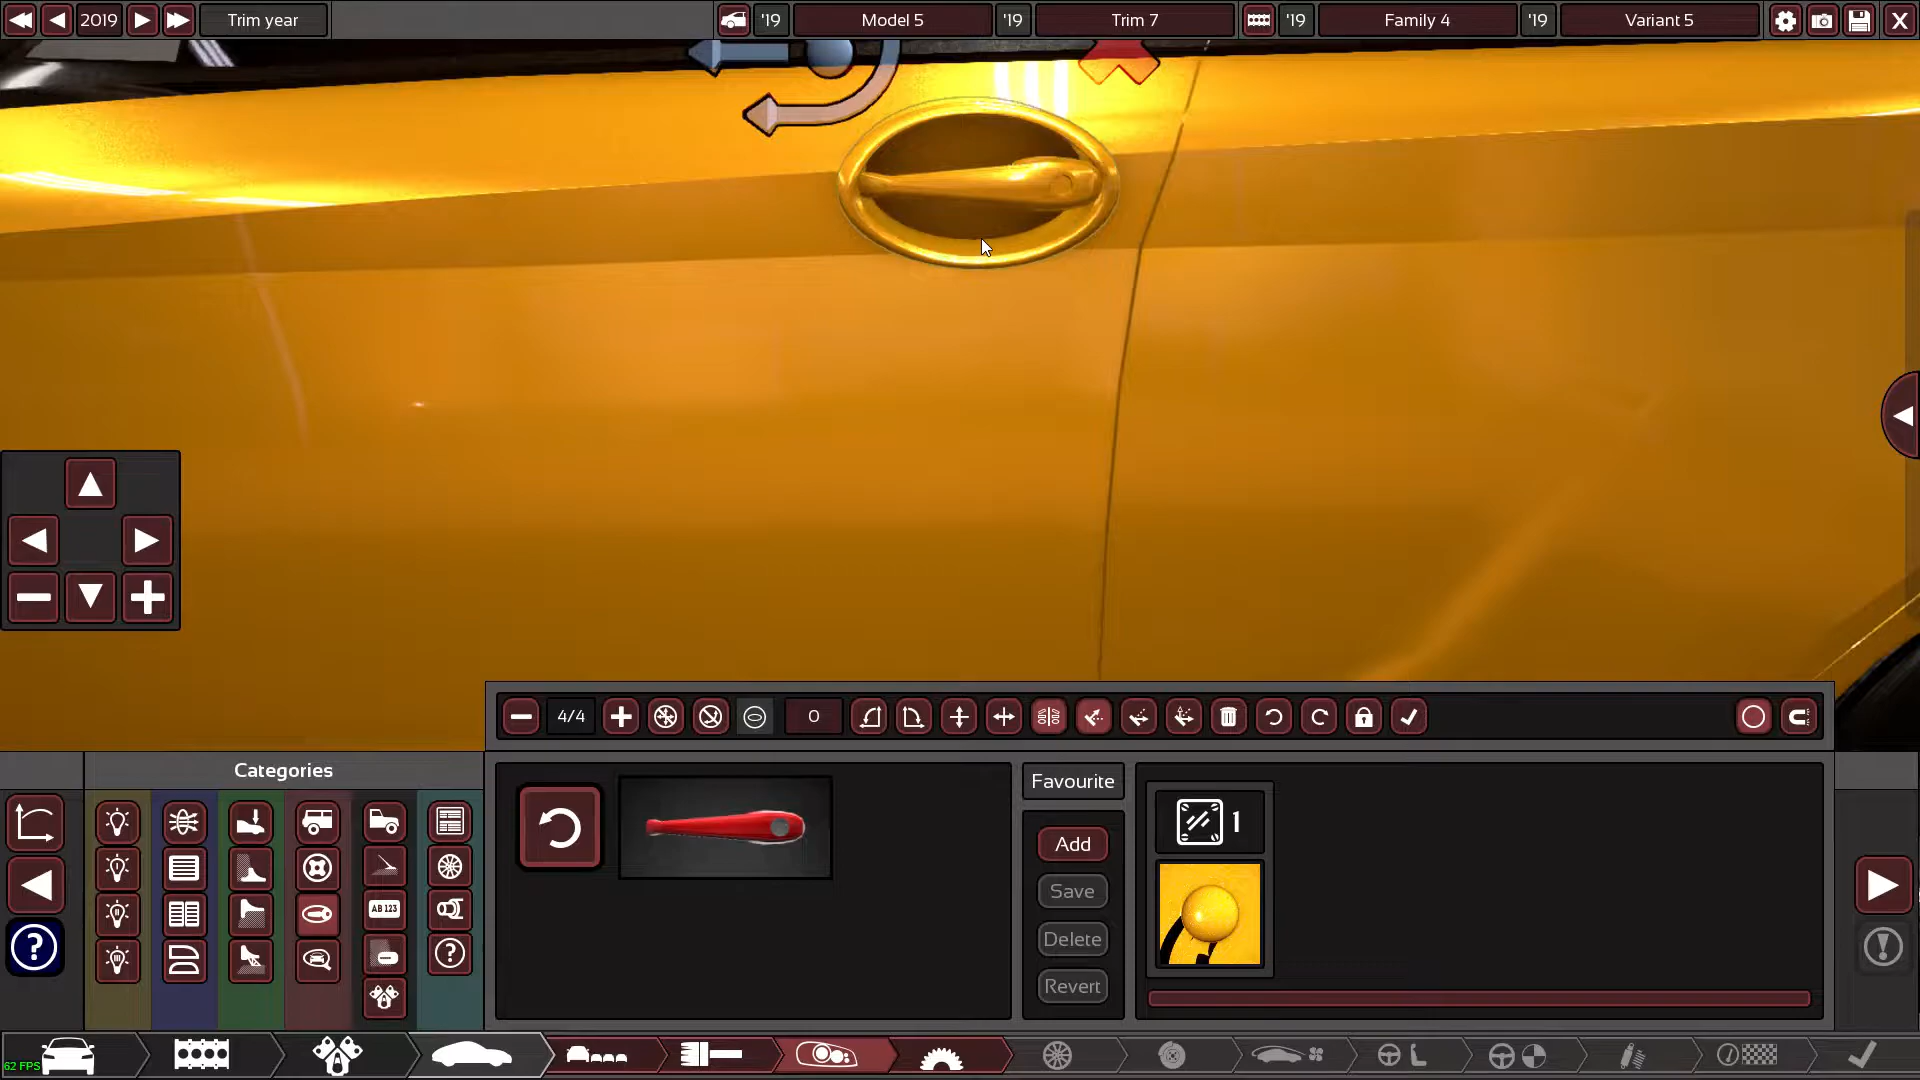 2019 Trim year '19 Model 5 '19 Trim 7 '19 Family 4 '19 Variant 5
4/4 0
Categories
Favourite
Add
Save
Delete
Revert
1
AB 123
?
?
62 FPS